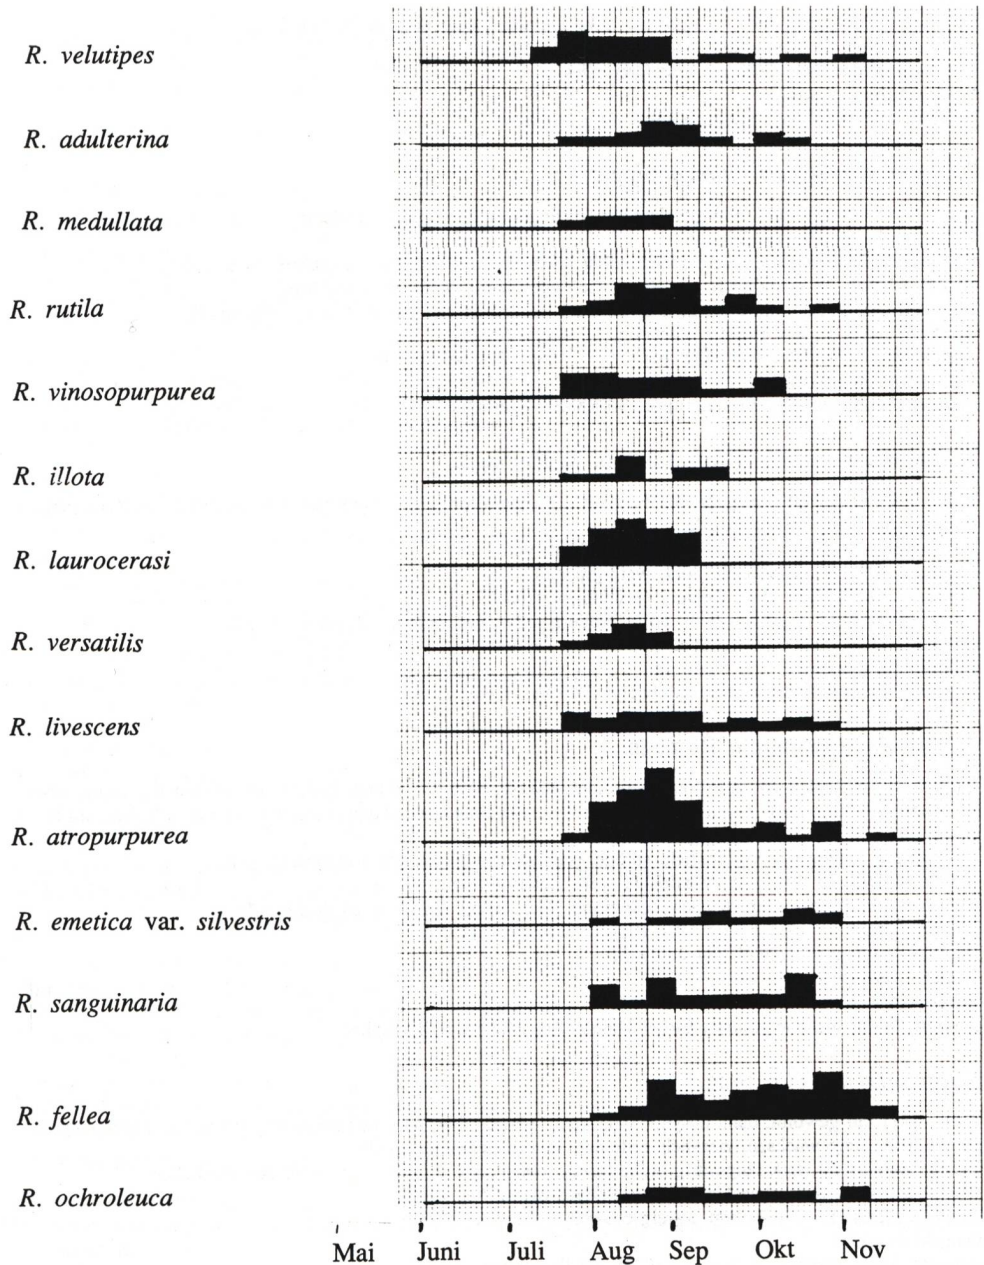 R. velutipes
R. adulterina
R. medullata
R. rutila
R. vinosopurpurea
R. illota
R. laurocerasi
R. versatilis
R. livescens
R. atropurpurea
R. emetica var. silvestris
R. sanguinaria
R. fellea
R. ochroleuca
Mai Juni Juli Aug Sep Okt Nov